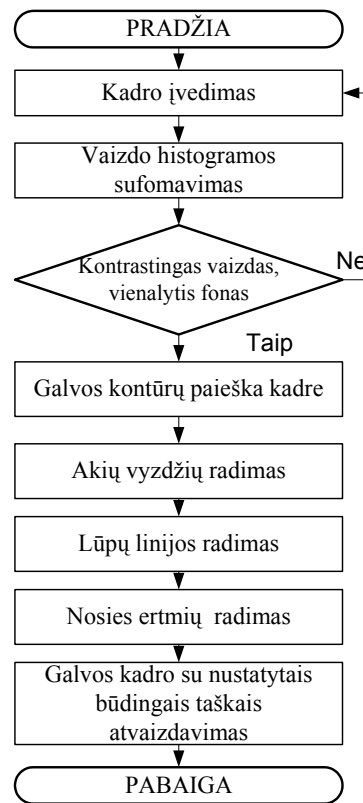 PRADŽIA
Kadro įvedimas
Vaizdo histogramos
sufomavimas
Kontrastingas vaizdas,
vienalytis fonas
Ne
Taip
Galvos kontūrų paieška kadre
Akių vyzdžių radimas
Lūpų linijos radimas
Nosies ertmių radimas
Galvos kadro su nustatytais
būdingais taškais
atvaizdavimas
PABAIGA